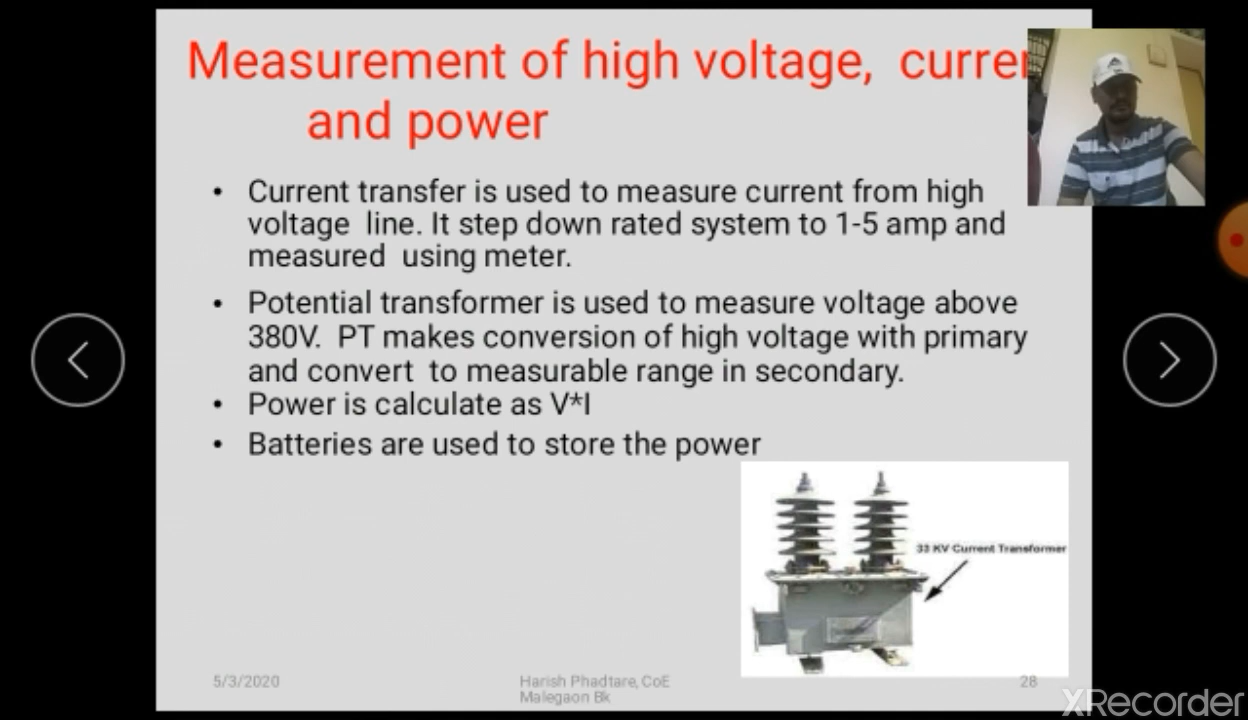 Measurement of high voltage, curre
and power
Current transfer is used to measure current from high
voltage line. It step down rated system to 1-5 amp and
measured using meter.
Potential transformer is used to measure voltage above
380V. PT makes conversion of high voltage with primary
and convert to measurable range in secondary.
Power is calculate as V*I
Batteries are used to store the power
33 KV Current Transformer
5/3/2020
Harish Phadtare, CoE
Malegaon Bk
28
XRecorder